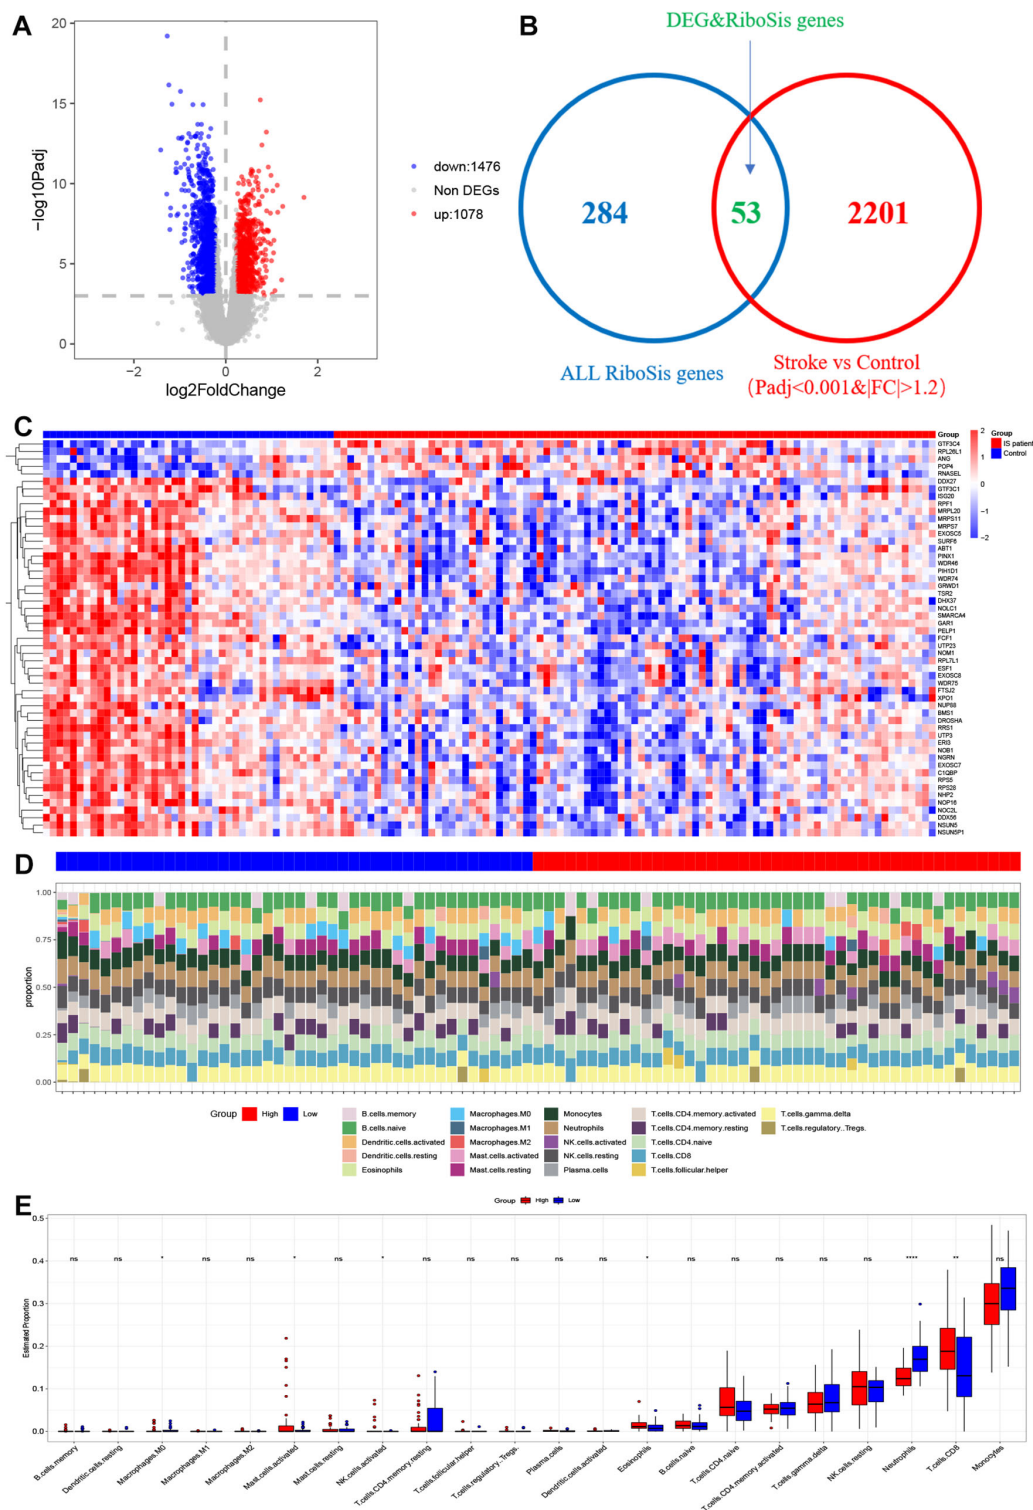 A
20
15
10
5
0
−log10Padj
−2
0
2
log2FoldChange
down:1476
Non DEGs
up:1078
B
DEG&RiboSis genes
284
53
2201
ALL RiboSis genes
Stroke vs Control
(Padj<0.001&|FC|>1.2)
C
Group
GTF3C4
RPL26L1
ANG
POP4
RNASEL
DDX27
GTF3C1
ISG20
RPF1
MRPL20
MRPS11
MRPS7
EXOSC5
SURF6
ABT1
PINX1
WDR46
PIH1D1
WDR74
GRWD1
TSR2
DHX37
NOLC1
SMARCA4
GAR1
PELP1
FCF1
UTP23
NOM1
RPL7L1
ESF1
EXOSC8
WDR75
FTSJ2
XPO1
NUP88
BMS1
DROSHA
RRS1
UTP3
ERI3
NOB1
NGRN
EXOSC7
C1QBP
RPS5
RPS28
NHP2
NOP16
NOC2L
DDX56
NSUN5
NSUN5P1
2
1
0
−1
−2
Group
IS patient
Control
D
1.00
0.75
0.50
0.25
0.00
proportion
Group
High
Low
B.cells.memory
B.cells.naive
Dendritic.cells.activated
Dendritic.cells.resting
Eosinophils
Macrophages.M0
Macrophages.M1
Macrophages.M2
Mast.cells.activated
Mast.cells.resting
Monocytes
Neutrophils
NK.cells.activated
NK.cells.resting
Plasma.cells
T.cells.CD4.memory.activated
T.cells.CD4.memory.resting
T.cells.CD4.naive
T.cells.CD8
T.cells.follicular.helper
T.cells.gamma.delta
T.cells.regulatory..Tregs.
E
Group
High
Low
0.5
0.4
0.3
0.2
0.1
0.0
Estimated Proportion
ns ns * ns ns * ns * ns ns ns ns ns * ns ns ns ns ns **** ** ns
B.cells.memory
Dendritic.cells.resting
Macrophages.M0
Macrophages.M1
Macrophages.M2
Mast.cells.activated
Mast.cells.resting
NK.cells.activated
T.cells.CD4.memory.resting
T.cells.follicular.helper
T.cells.regulatory..Tregs.
Plasma.cells
Dendritic.cells.activated
Eosinophils
B.cells.naive
T.cells.CD4.naive
T.cells.CD4.memory.activated
T.cells.gamma.delta
NK.cells.resting
Neutrophils
T.cells.CD8
Monocytes